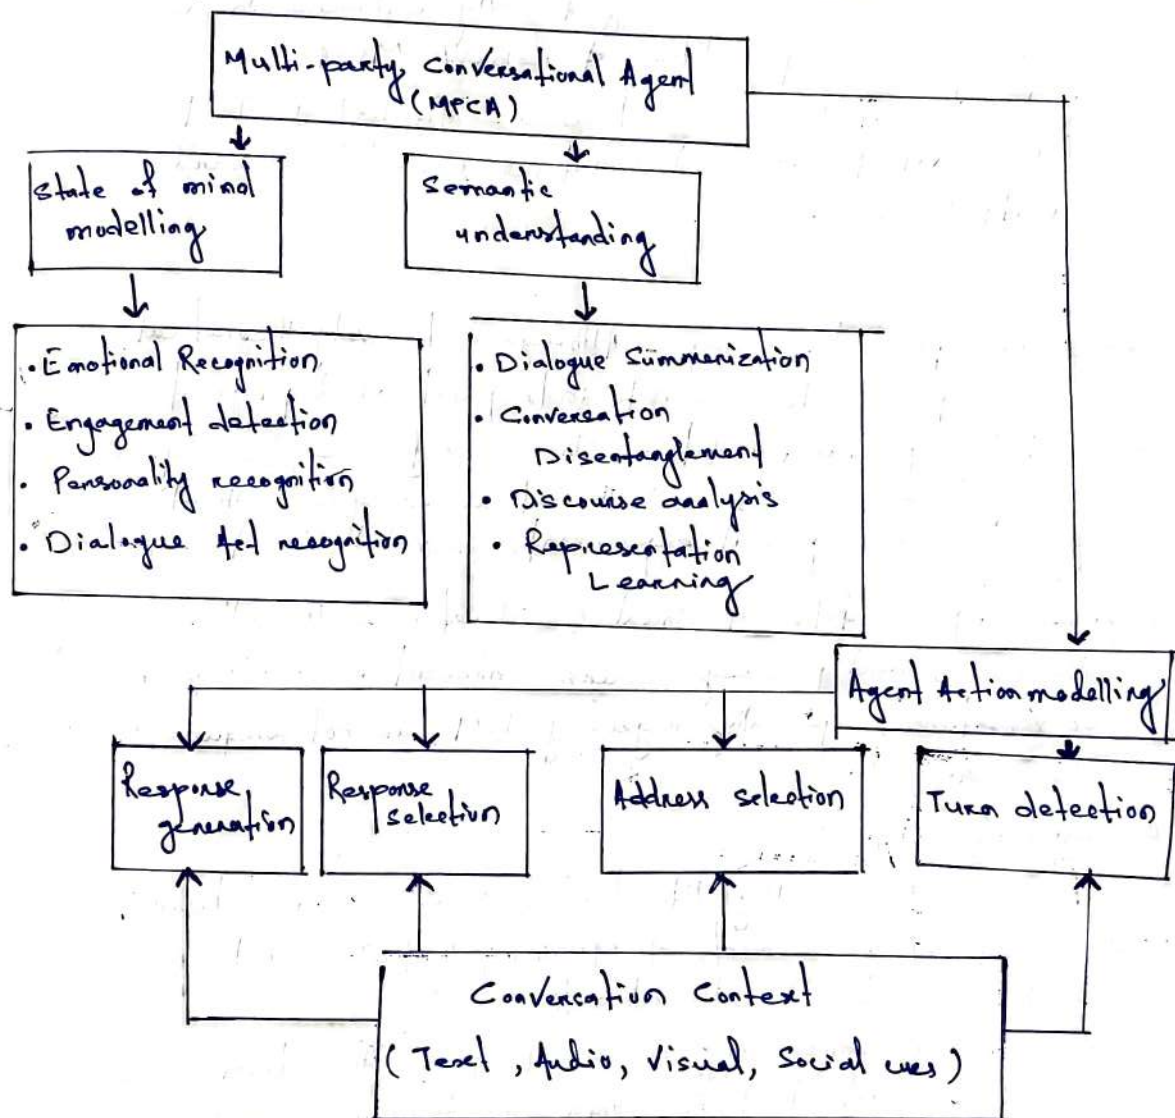 Multi-party Conversational Agent
(MPCA)
State of mind
modelling
Semantic
understanding
• Emotional Recognition
• Engagement detection
• Personality recognition
• Dialogue Act recognition
• Dialogue Summerization
• Conversation
Disentanglement
• Discourse analysis
• Representation
Learning
Agent Action modelling
Response
generation
Response
selection
Address selection
Turn detection
Conversation Context
(Text, Audio, Visual, Social cues)